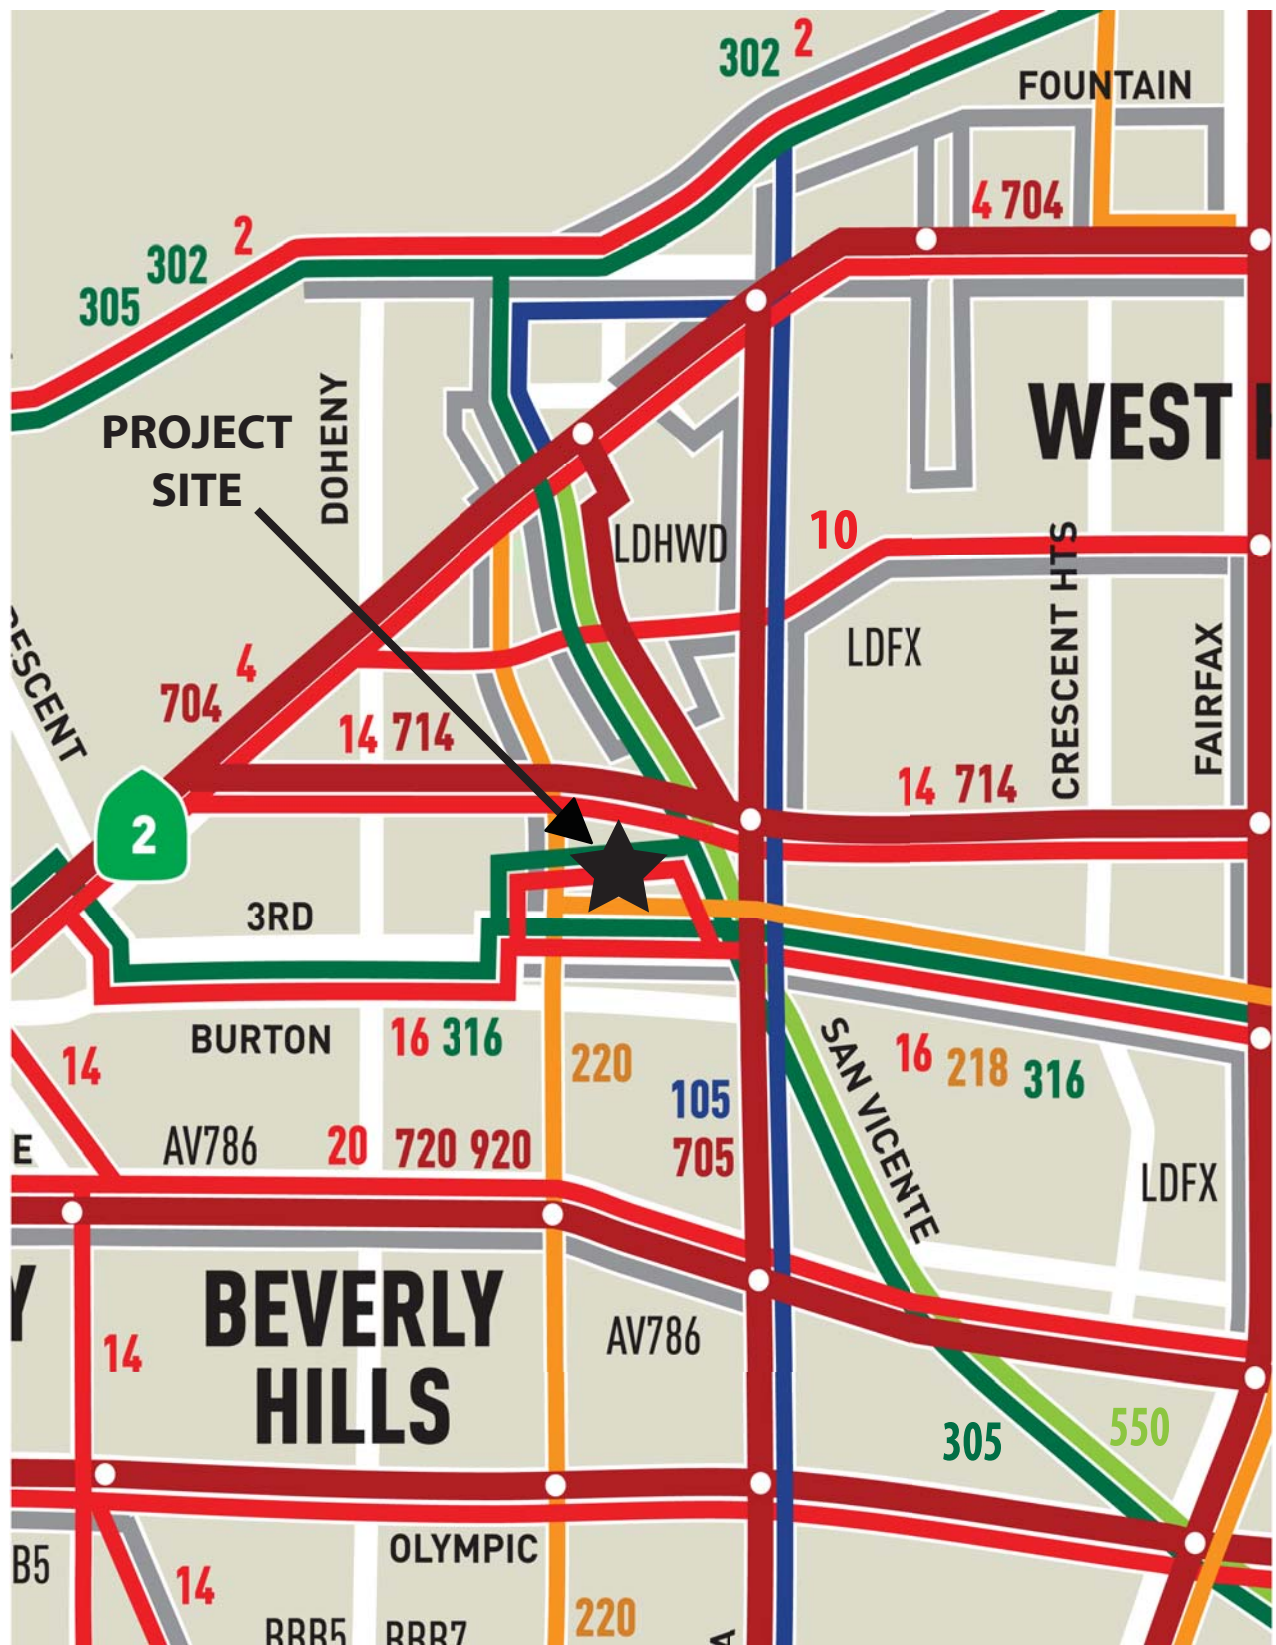 302 2
FOUNTAIN
4 704
2
302
305
DOHENY
PROJECT
SITE
WEST
LDHWD
10
CRESCENT HTS
LDFX
FAIRFAX
ESCENT
4
704
14 714
14 714
2
3RD
BURTON
16 316
14
220
SAN VICENTE
16 218 316
105
705
E
AV786
20 720 920
LDFX
Y
BEVERLY
HILLS
AV786
14
305
550
OLYMPIC
B5
14
220
BBB5
BBB7
A